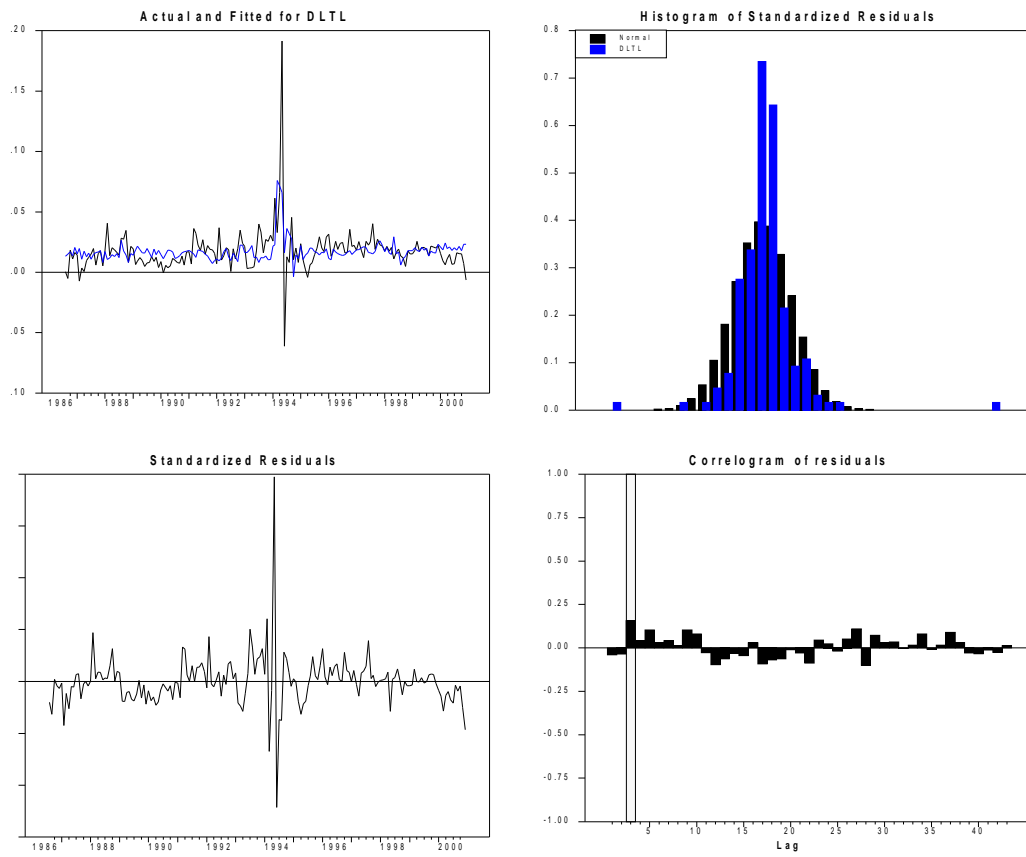 Actual and Fitted for DLTL
.20
.15
.10
.05
.00
.05
.10
1986 1988 1990 1992 1994 1996 1998 2000
Histogram of Standardized Residuals
Normal
DLTL
0.8
0.7
0.6
0.5
0.4
0.3
0.2
0.1
0.0
Standardized Residuals
1986 1988 1990 1992 1994 1996 1998 2000
Correlogram of residuals
1.00
0.75
0.50
0.25
0.00
-0.25
-0.50
-0.75
-1.00
5 10 15 20 25 30 35 40
Lag